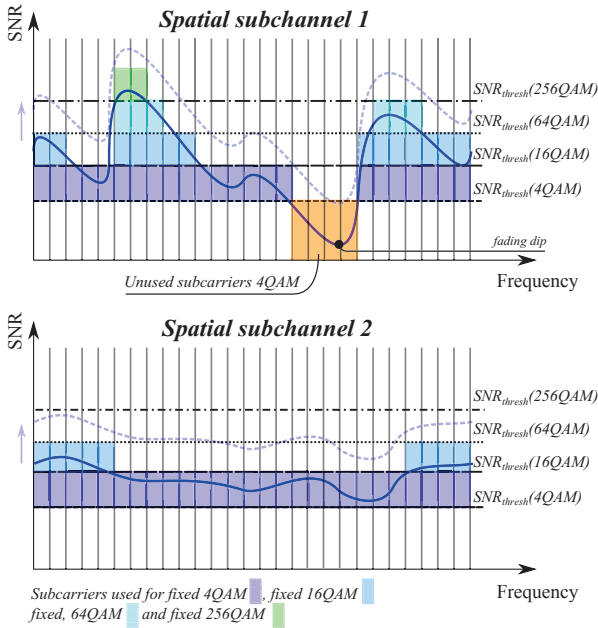 Spatial subchannel 1
SNR
SNRthresh(256QAM)
SNRthresh(64QAM)
SNRthresh(16QAM)
SNRthresh(4QAM)
fading dip
Unused subcarriers 4QAM
Frequency
Spatial subchannel 2
SNR
SNRthresh(256QAM)
SNRthresh(64QAM)
SNRthresh(16QAM)
SNRthresh(4QAM)
Frequency
Subcarriers used for fixed 4QAM , fixed 16QAM
fixed, 64QAM and fixed 256QAM